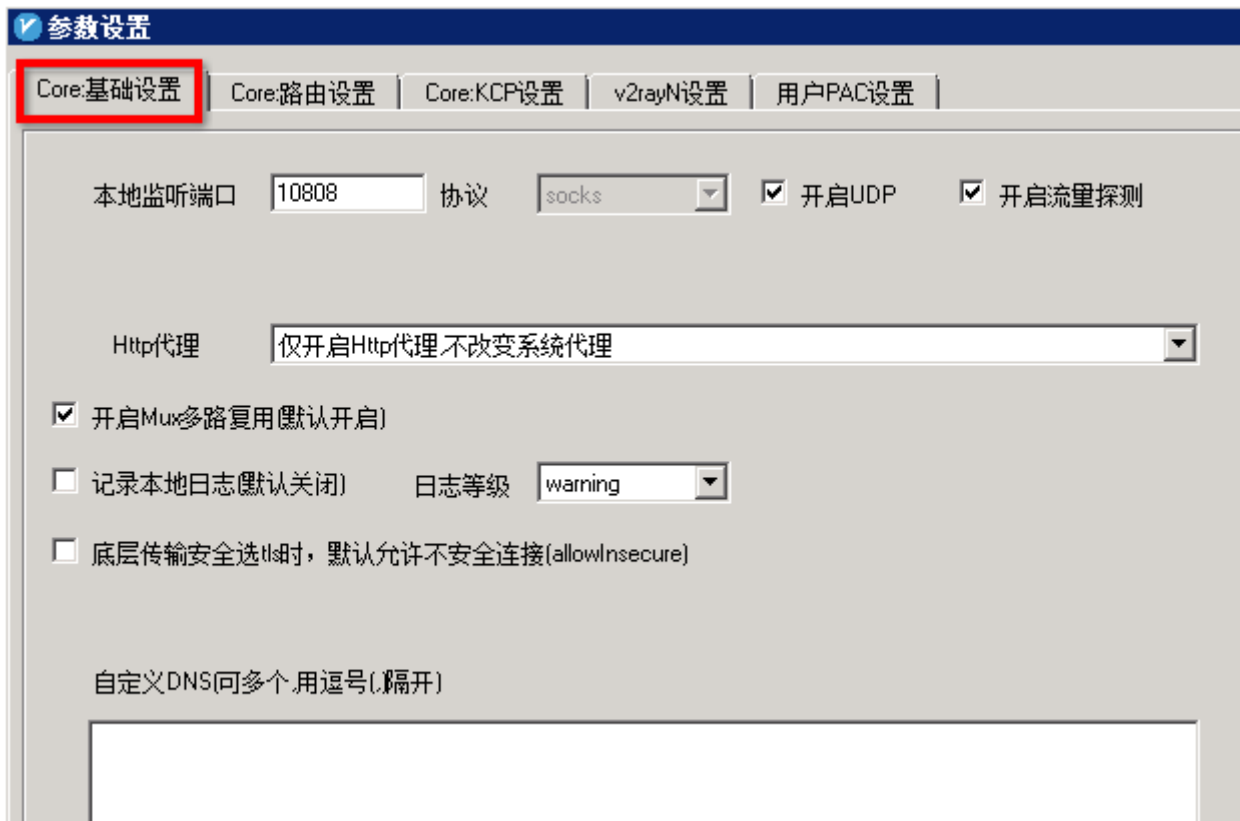 参数设置
Core:基础设置 Core:路由设置 Core:KCP设置 v2rayN设置 用户PAC设置
本地监听端口 10808 协议 socks 开启UDP 开启流量探测
Http代理 仅开启Http代理,不改变系统代理
开启Mux多路复用(默认开启)
记录本地日志(默认关闭) 日志等级 warning
底层传输安全选tls时，默认允许不安全连接(allowInsecure)
自定义DNS(可多个,用逗号(,)隔开)